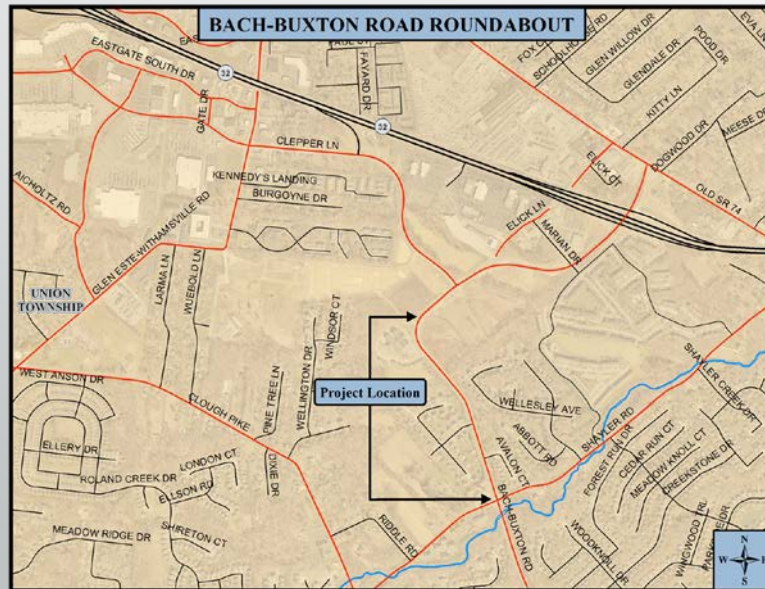 BACH-BUXTON ROAD ROUNDABOUT
EASTGATE SOUTH DR
32
GATE DR
FAYARD DR
FOX
SCHOOLHOUSE RD
GLEN WILLOW DR
GLENDALE DR
POOD DR
EVA LN
KITTY LN
DOGWOOD DR
MEESE DR
32
CLEPPER LN
ELICK CT
OLD SR 74
KENNEDY'S LANDING
BURGOYNE DR
AICHOLTZ RD
GLEN ESTE-WITHAMSVILLE RD
ELICK LN
MARIAN DR
UNION
TOWNSHIP
LARMA LN
WUEBOLD LN
WINDSOR CT
WELLINGTON DR
PINE TREE LN
WEST ANSON DR
CLOUGH PIKE
Project Location
SHAYLER CREEK DR
WELLESLEY AVE
SHAYLER RD
ABBOTT RD
AVALON CT
FOREST RUN DR
CEDAR RUN CT
MEADOW KNOLL CT
CREEKSTONE DR
ELLERY DR
LONDON CT
ROLAND CREEK DR
ELLSON RD
DIXIE DR
SHIRETON CT
MEADOW RIDGE DR
RIDDLE RD
BACH-BUXTON RD
WOODKNOLL DR
WINGWOOD TRL
N
W
E
S